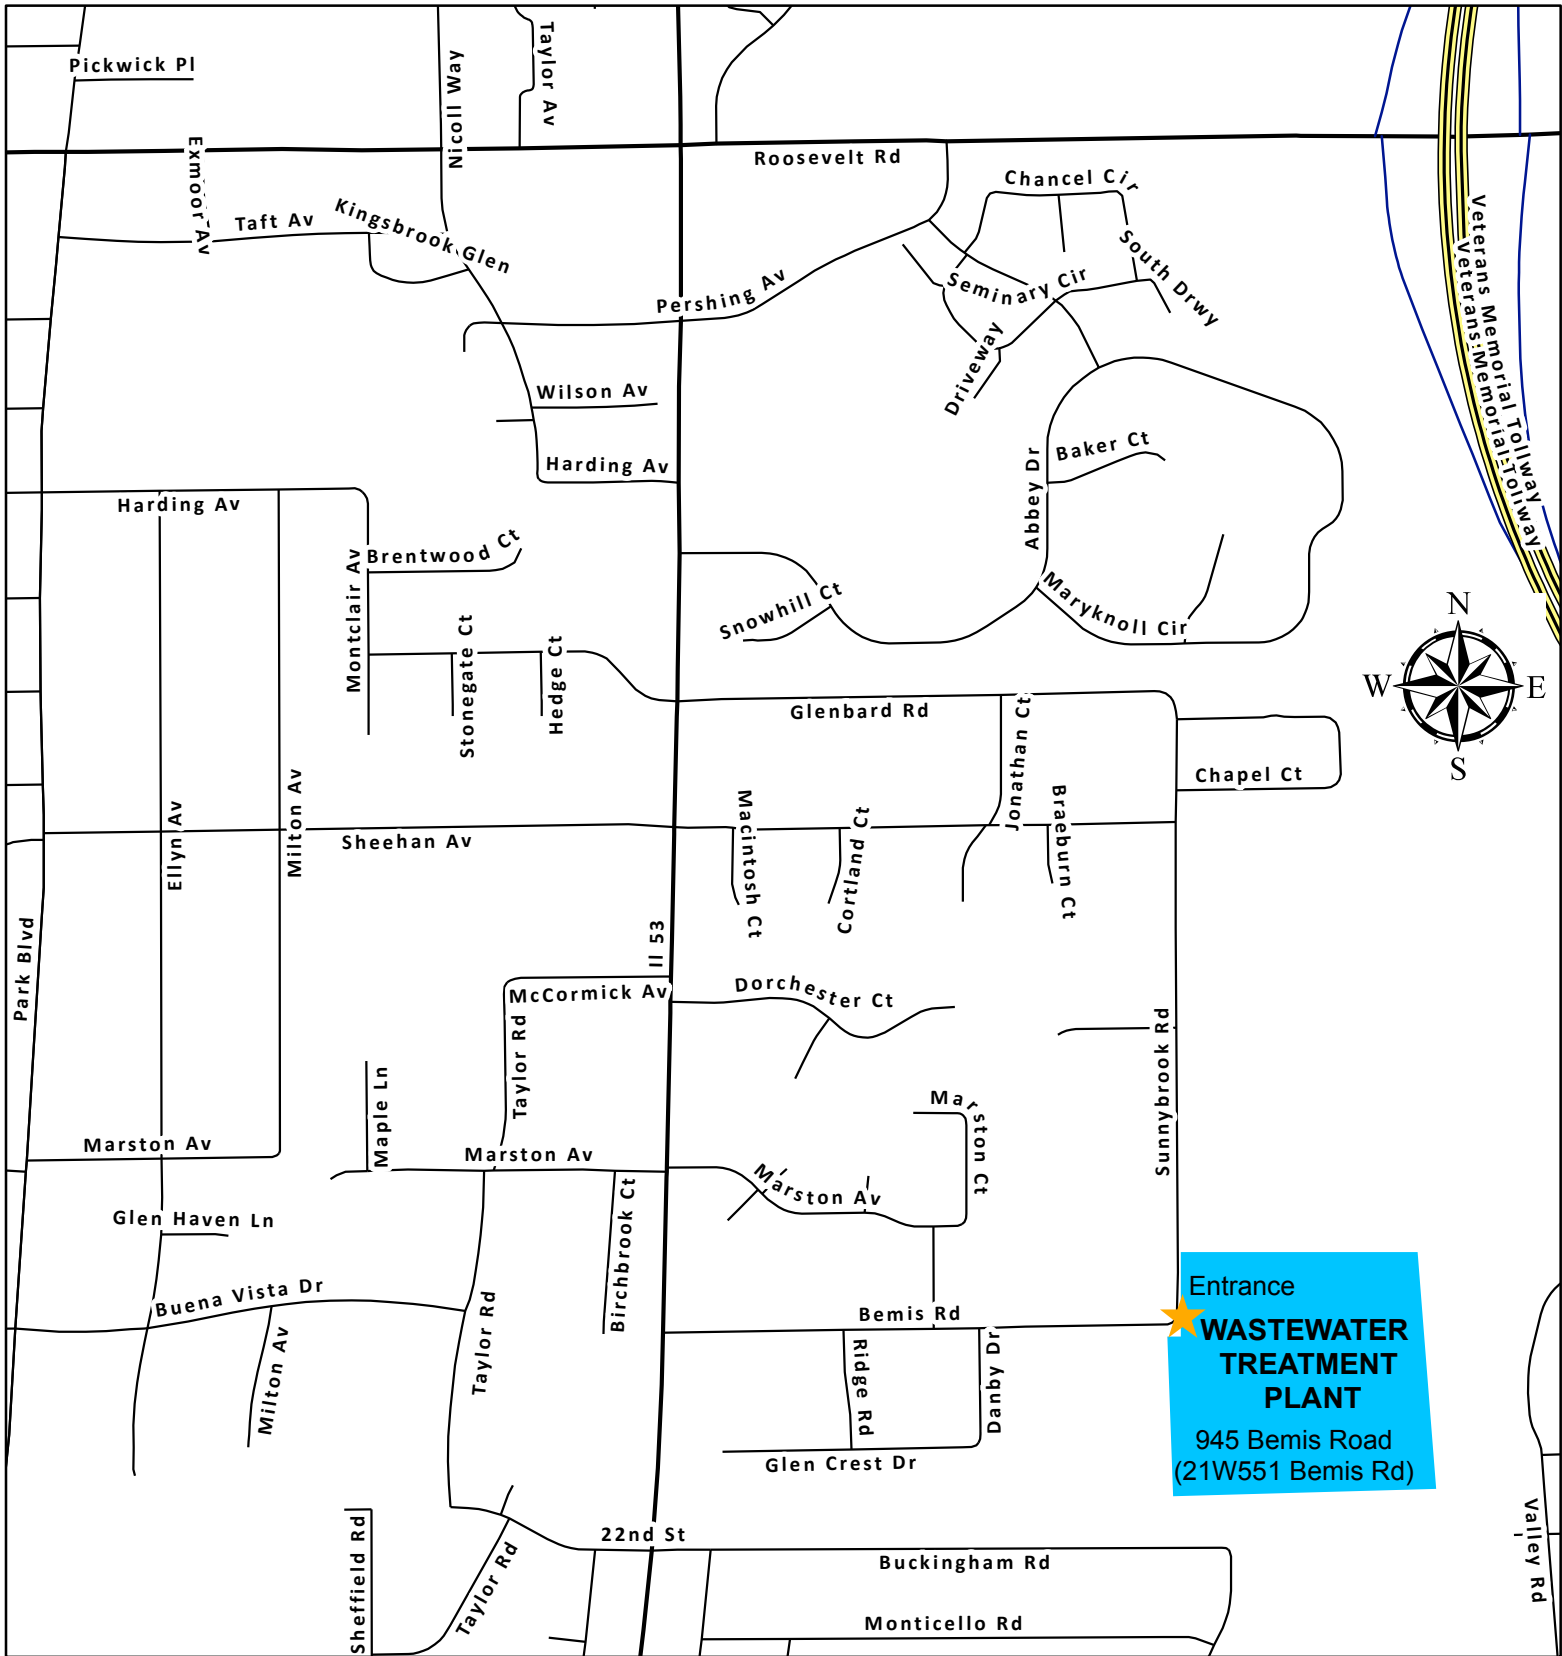 Pickwick Pl
Nicoll Way
Taylor Av
Exmoor Av
Roosevelt Rd
Chancel Cir
Taft Av
Kingsbrook Glen
South Drwy
Veterans Memorial Tollway
Veterans Memorial Tollway
Pershing Av
Seminary Cir
Driveway
Wilson Av
Harding Av
Baker Ct
Abbey Dr
Harding Av
Brentwood Ct
Montclair Av
Snowhill Ct
Maryknoll Cir
N
W
E
S
Stonegate Ct
Hedge Ct
Glenbard Rd
Jonathan Ct
Chapel Ct
Ellyn Av
Milton Av
Sheehan Av
Macintosh Ct
Cortland Ct
Braeburn Ct
Park Blvd
Il 53
McCormick Av
Dorchester Ct
Taylor Rd
Sunnybrook Rd
Maple Ln
Marston Ct
Marston Av
Marston Av
Marston Av
Glen Haven Ln
Birchbrook Ct
Buena Vista Dr
Taylor Rd
Milton Av
Bemis Rd
Ridge Rd
Danby Dr
Glen Crest Dr
Entrance
WASTEWATER
TREATMENT
PLANT
945 Bemis Road
(21W551 Bemis Rd)
Sheffield Rd
Taylor Rd
22nd St
Buckingham Rd
Monticello Rd
Valley Rd